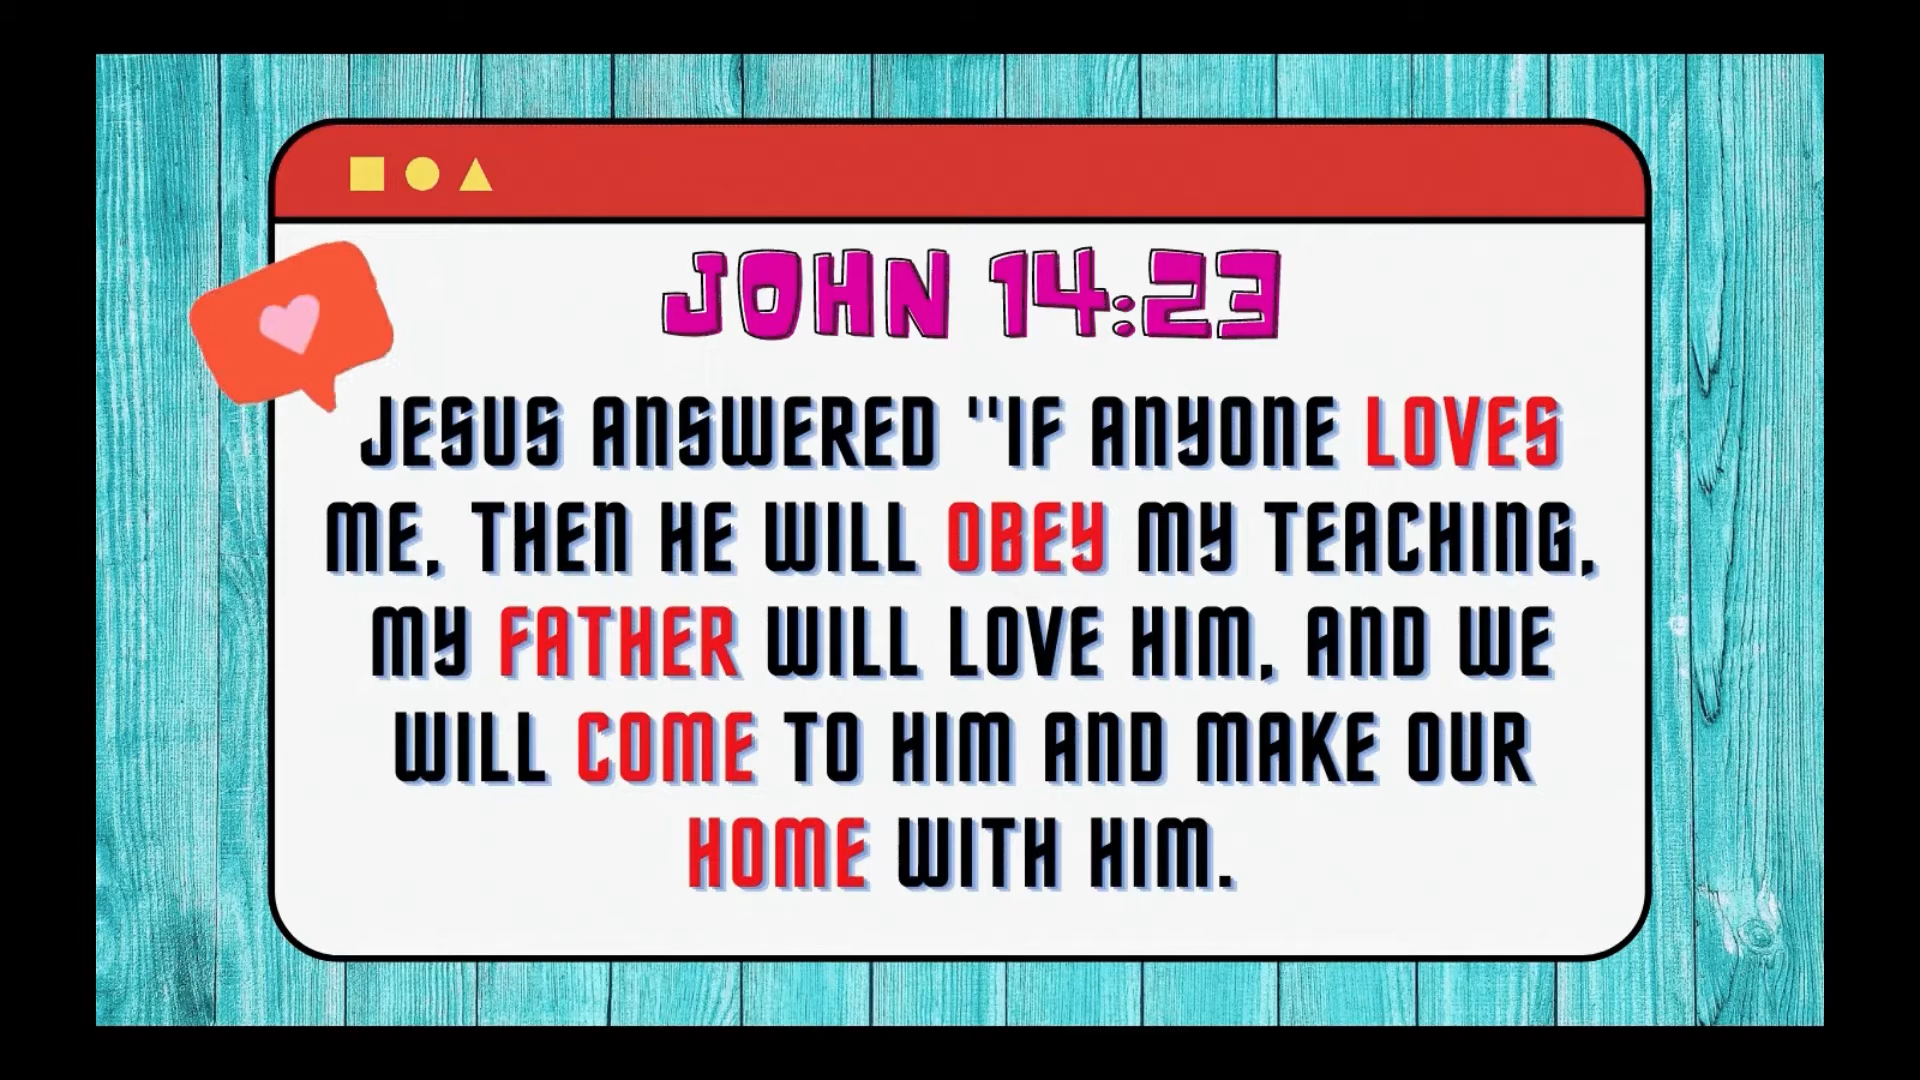 JOHN 14:23
JESUS ANSWERED "IF ANYONE LOVES
ME, THEN HE WILL OBEY MY TEACHING,
MY FATHER WILL LOVE HIM, AND WE
WILL COME TO HIM AND MAKE OUR
HOME WITH HIM.